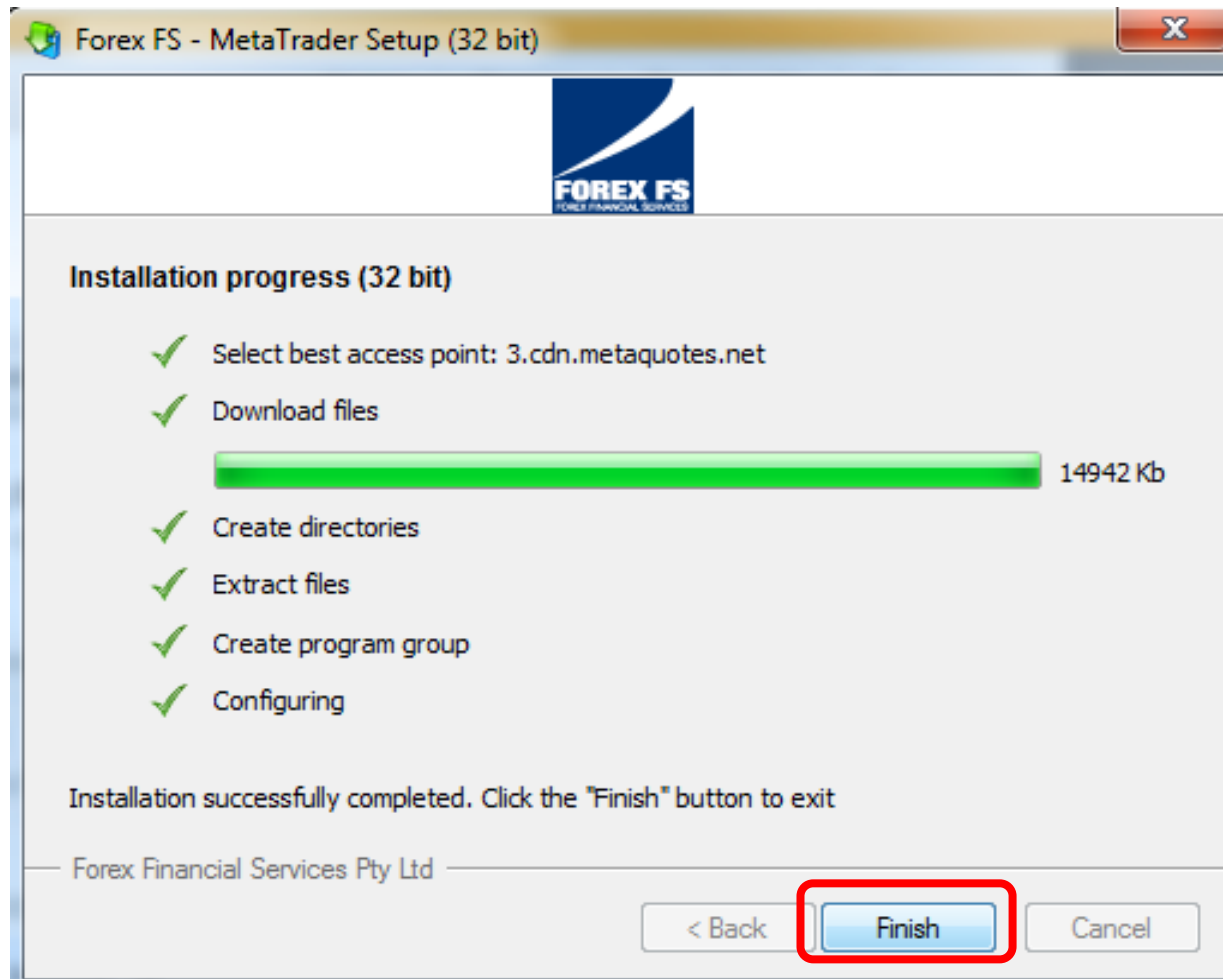 Forex FS - MetaTrader Setup (32 bit)
x
FOREX FS
FOREX FINANCIAL SERVICES
Installation progress (32 bit)
Select best access point: 3.cdn.metaquotes.net
Download files
14942 Kb
Create directories
Extract files
Create program group
Configuring
Installation successfully completed. Click the "Finish" button to exit
Forex Financial Services Pty Ltd
< Back
Finish
Cancel